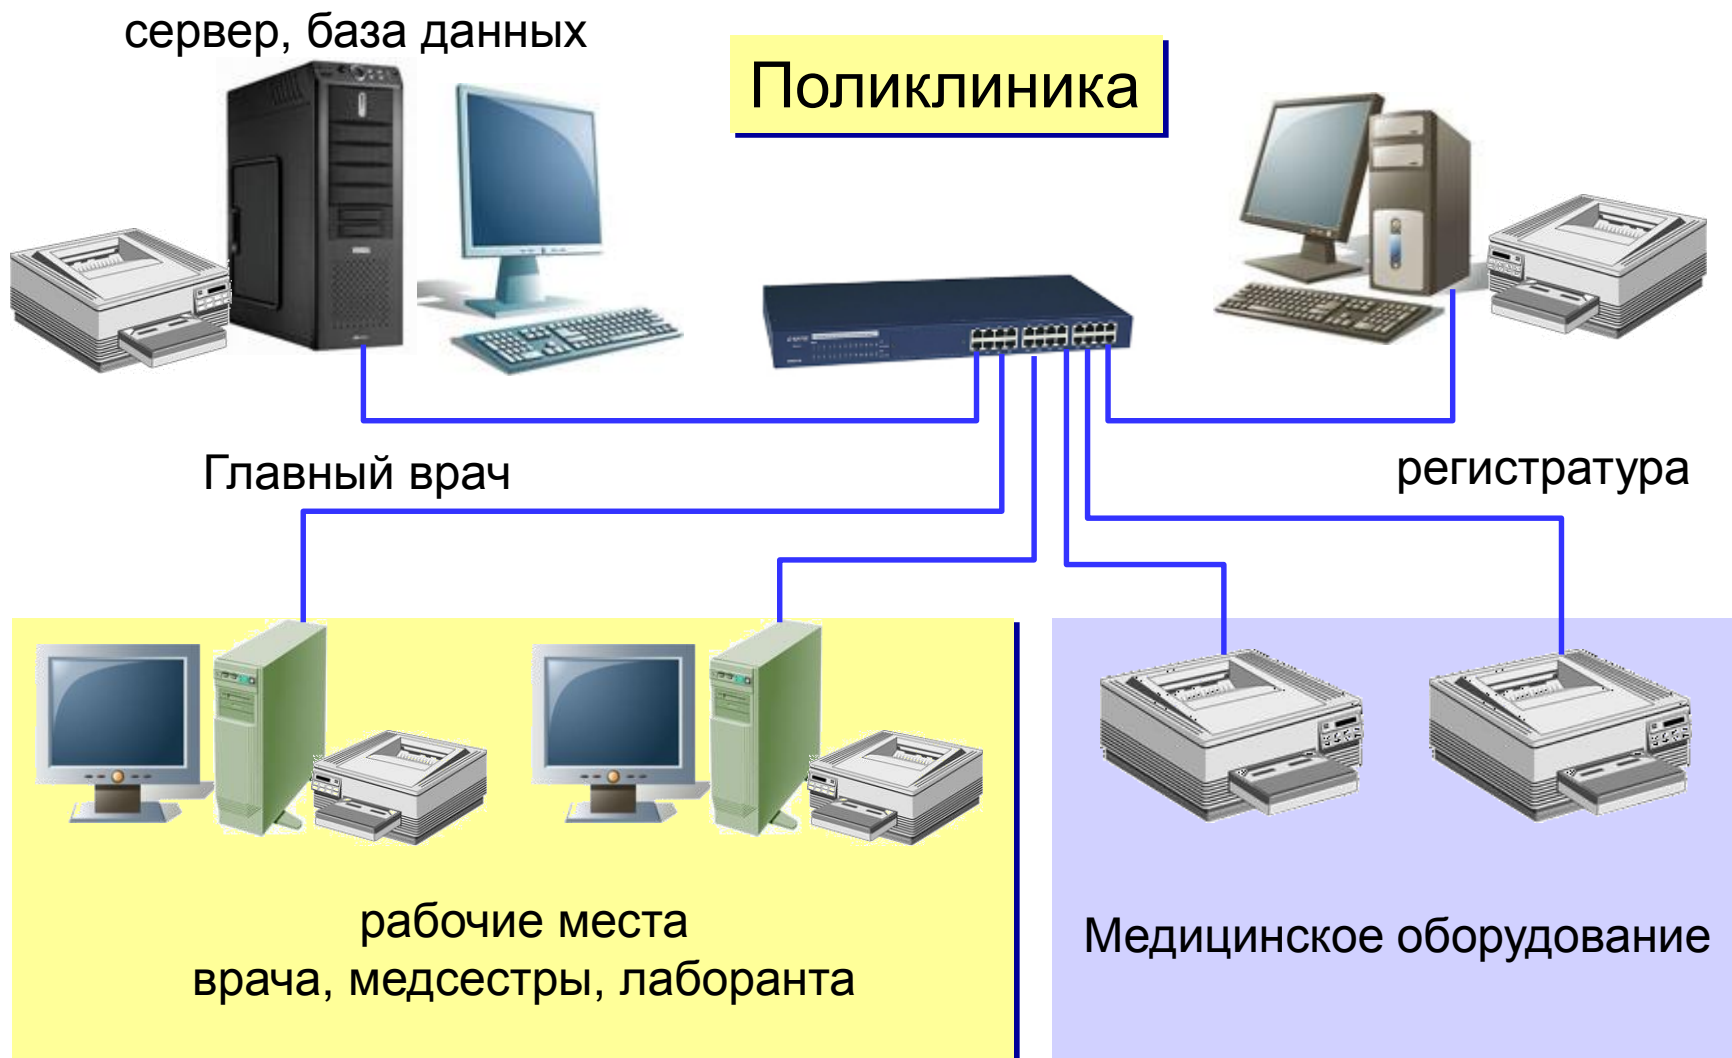 сервер, база данных
Поликлиника
Главный врач
регистратура
рабочие места
врача, медсестры, лаборанта
Медицинское оборудование